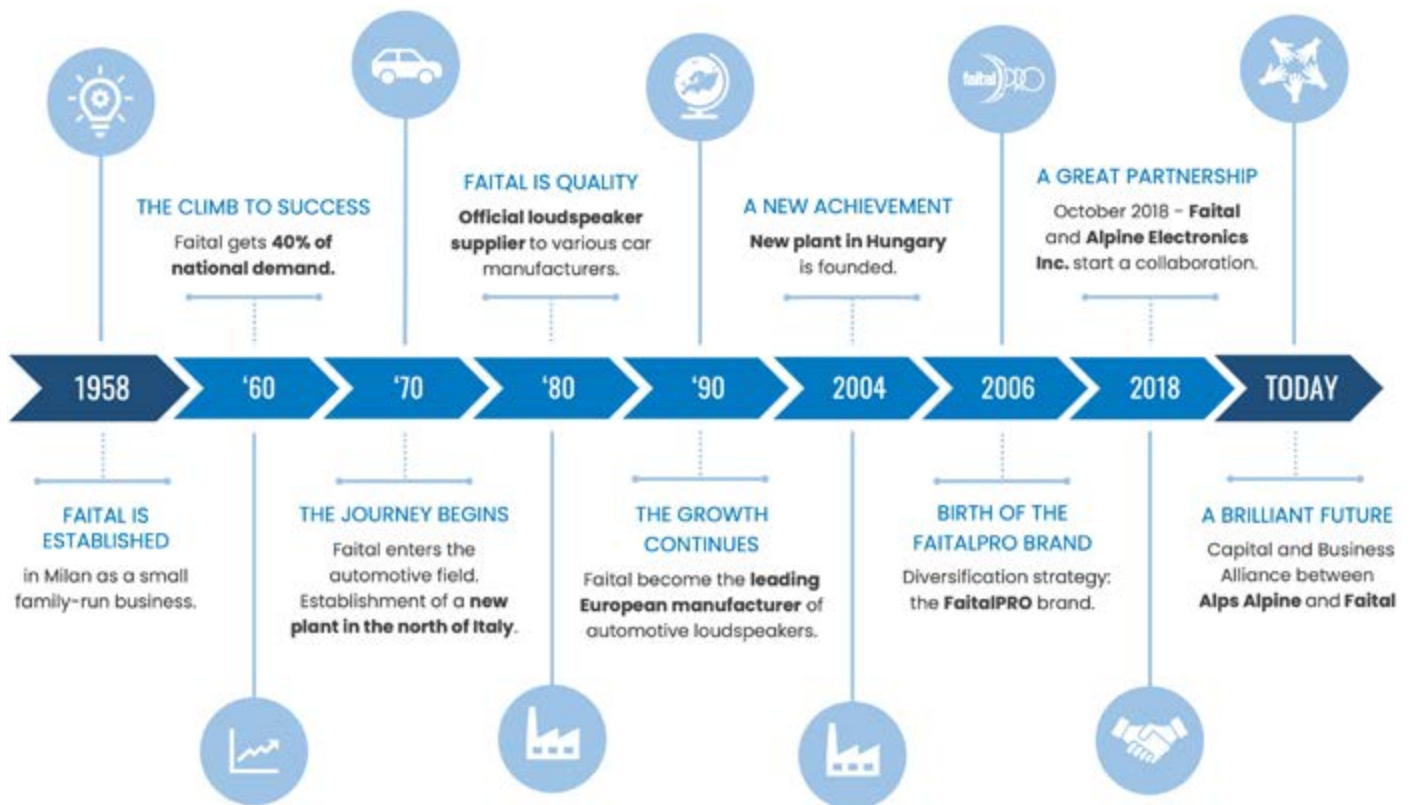 faitalPRO
THE CLIMB TO SUCCESS
Faital gets 40% of
national demand.
FAITAL IS QUALITY
Official loudspeaker
supplier to various car
manufacturers.
A NEW ACHIEVEMENT
New plant in Hungary
is founded.
A GREAT PARTNERSHIP
October 2018 - Faital
and Alpine Electronics
Inc. start a collaboration.
1958
‘60
‘70
‘80
‘90
2004
2006
2018
TODAY
FAITAL IS
ESTABLISHED
in Milan as a small
family-run business.
THE JOURNEY BEGINS
Faital enters the
automotive field.
Establishment of a new
plant in the north of Italy.
THE GROWTH
CONTINUES
Faital become the leading
European manufacturer of
automotive loudspeakers.
BIRTH OF THE
FAITALPRO BRAND
Diversification strategy:
the FaitalPRO brand.
A BRILLIANT FUTURE
Capital and Business
Alliance between
Alps Alpine and Faital